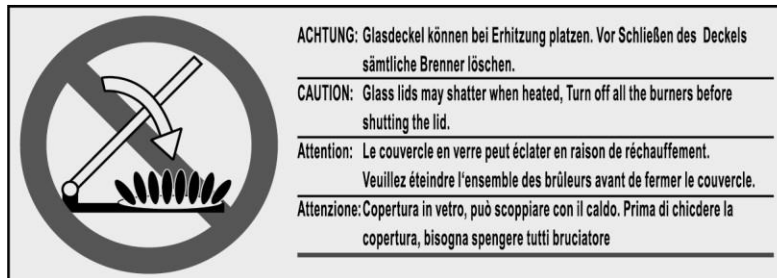 ACHTUNG: Glasdeckel können bei Erhitzung platzen. Vor Schließen des Deckels
sämtliche Brenner löschen.
CAUTION: Glass lids may shatter when heated, Turn off all the burners before
shutting the lid.
Attention: Le couvercle en verre peut éclater en raison de réchauffement.
Veuillez éteindre l'ensemble des brûleurs avant de fermer le couvercle.
Attenzione: Copertura in vetro, può scoppiare con il caldo. Prima di chicdere la
copertura, bisogna spengere tutti bruciatore